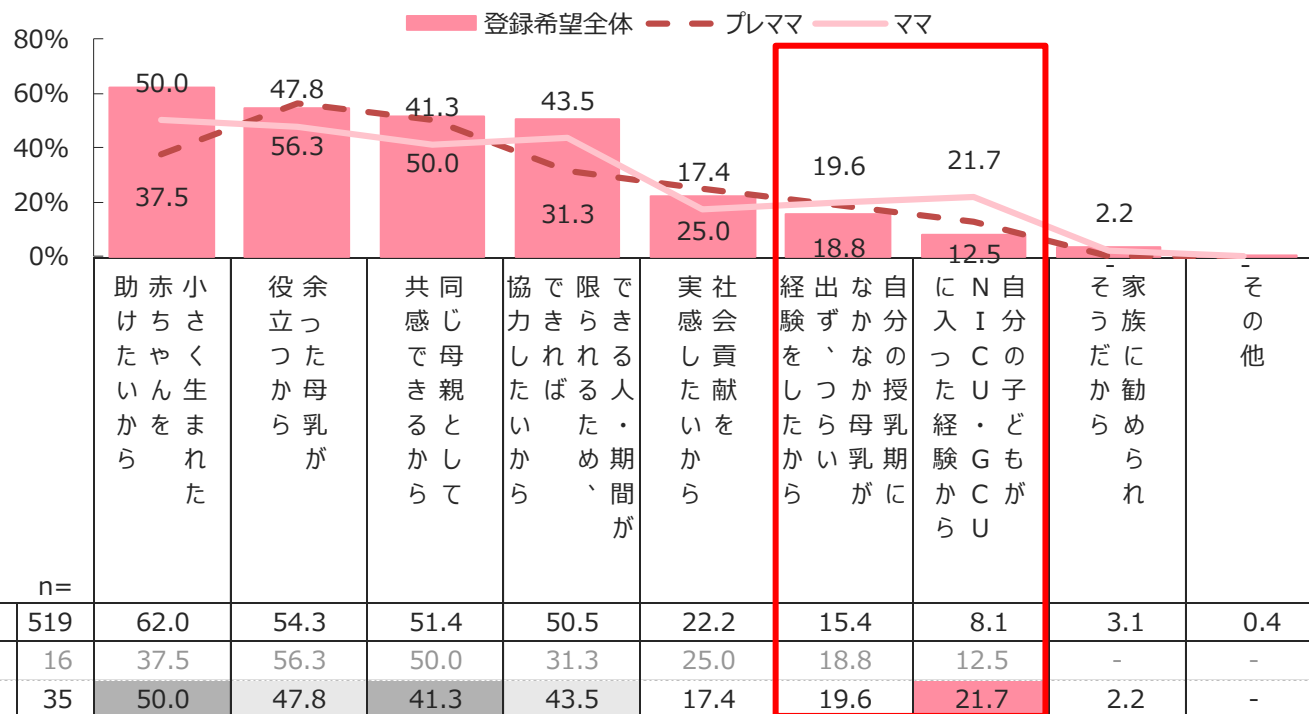 登録希望全体 プレママ ママ
80%
60%
40%
20%
0%
50.0 47.8 41.3 43.5 17.4 19.6 21.7 2.2
37.5 56.3 50.0 31.3 25.0 18.8 12.5 - -
小さく生まれた
赤ちゃんを
助けたいから
余った母乳が
役立つから
同じ母親として
共感できるから
できる人・期間が
限られるため、
できれば
協力したいから
社会貢献を
実感したいから
自分の授乳期に
なかなか母乳が
出ず、つらい
経験をしたから
自分の子どもが
NICU・GCU
に入った経験から
家族に勧められ
そうだから
その他
n=
519 62.0 54.3 51.4 50.5 22.2 15.4 8.1 3.1 0.4
16 37.5 56.3 50.0 31.3 25.0 18.8 12.5 - -
35 50.0 47.8 41.3 43.5 17.4 19.6 21.7 2.2 -